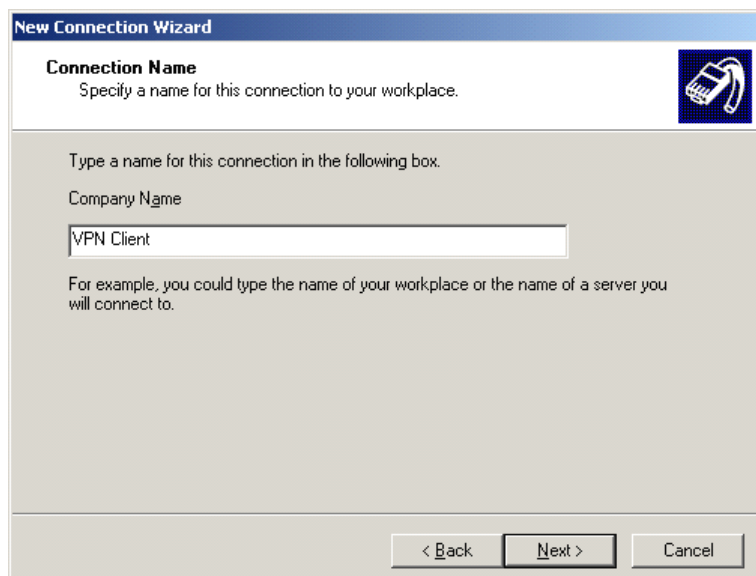 New Connection Wizard
Connection Name
Specify a name for this connection to your workplace.
Type a name for this connection in the following box.
Company Name
VPN Client
For example, you could type the name of your workplace or the name of a server you
will connect to.
< Back
Next >
Cancel